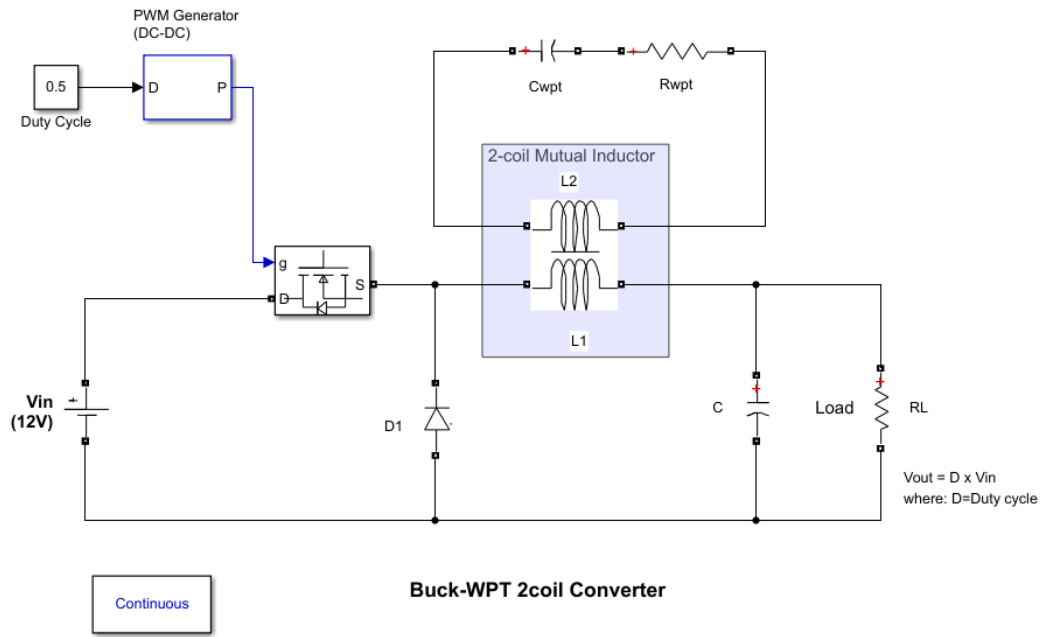 PWM Generator
(DC-DC)
0.5
D
P
Duty Cycle
Cwpt
Rwpt
2-coil Mutual Inductor
L2
g
D
S
L1
Vin
(12V)
D1
C
Load
RL
Vout = D x Vin
where: D=Duty cycle
Buck-WPT 2coil Converter
Continuous